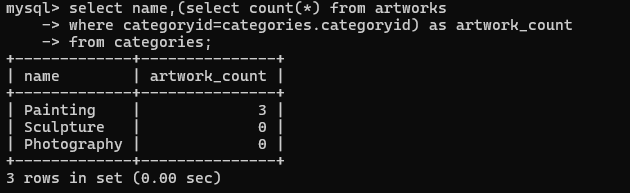 mysql> select name,(select count(*) from artworks
    -> where categoryid=categories.categoryid) as artwork_count
    -> from categories;
+-------------+---------------+
| name        | artwork_count |
+-------------+---------------+
| Painting    |             3 |
| Sculpture   |             0 |
| Photography |             0 |
+-------------+---------------+
3 rows in set (0.00 sec)